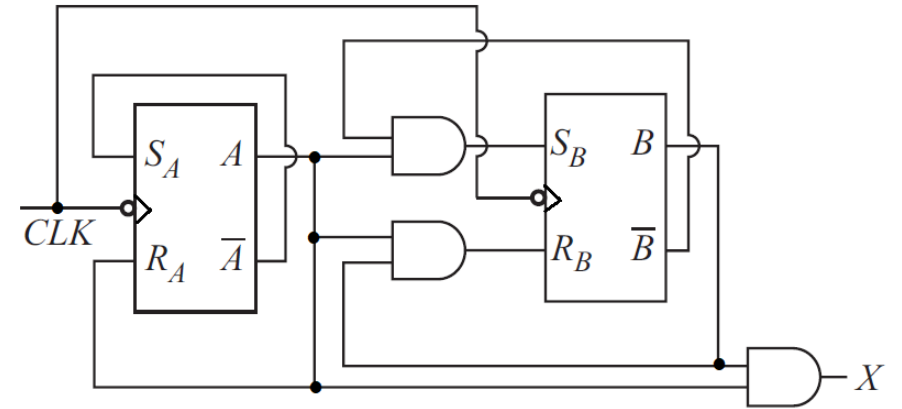 S_A A
CLK
R_A A̅
S_B B
R_B B̅
X